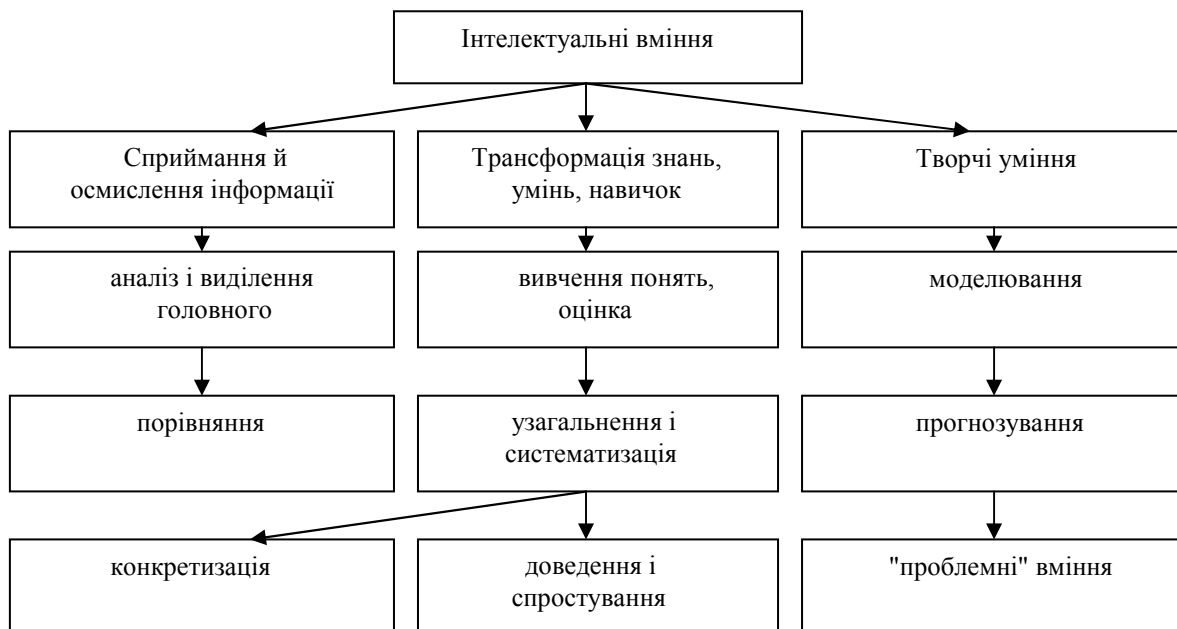 Інтелектуальні вміння
Сприймання й
осмислення інформації
Трансформація знань,
умінь, навичок
Творчі уміння
аналіз і виділення
головного
вивчення понять,
оцінка
моделювання
порівняння
узагальнення і
систематизація
прогнозування
конкретизація
доведення і
спростування
"проблемні" вміння